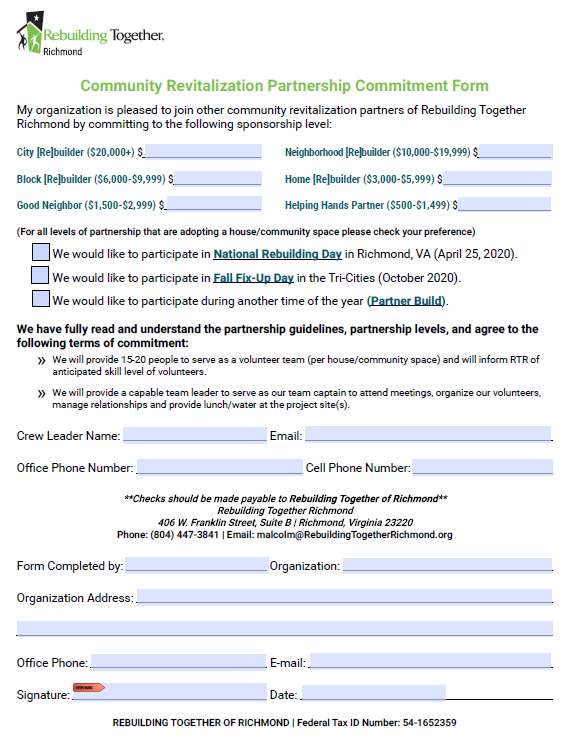 Rebuilding Together.
Richmond
Community Revitalization Partnership Commitment Form
My organization is pleased to join other community revitalization partners of Rebuilding Together
Richmond by committing to the following sponsorship level:
City [Re]builder ($20,000+) $ Neighborhood [Re]builder ($10,000-$19,999) $
Block [Re]builder ($6,000-$9,999) $ Home [Re]builder ($3,000-$5,999) $
Good Neighbor ($1,500-$2,999) $ Helping Hands Partner ($500-$1,499) $
(For all levels of partnership that are adopting a house/community space please check your preference)
We would like to participate in National Rebuilding Day in Richmond, VA (April 25, 2020).
We would like to participate in Fall Fix-Up Day in the Tri-Cities (October 2020).
We would like to participate during another time of the year (Partner Build).
We have fully read and understand the partnership guidelines, partnership levels, and agree to the
following terms of commitment:
» We will provide 15-20 people to serve as a volunteer team (per house/community space) and will inform RTR of
anticipated skill level of volunteers.
» We will provide a capable team leader to serve as our team captain to attend meetings, organize our volunteers,
manage relationships and provide lunch/water at the project site(s).
Crew Leader Name: Email:
Office Phone Number: Cell Phone Number:
**Checks should be made payable to Rebuilding Together of Richmond**
Rebuilding Together Richmond
406 W. Franklin Street, Suite B | Richmond, Virginia 23220
Phone: (804) 447-3841 | Email: malcolm@RebuildingTogetherRichmond.org
Form Completed by: Organization:
Organization Address:
Office Phone: E-mail:
Signature: Date:
REBUILDING TOGETHER OF RICHMOND | Federal Tax ID Number: 54-1652359